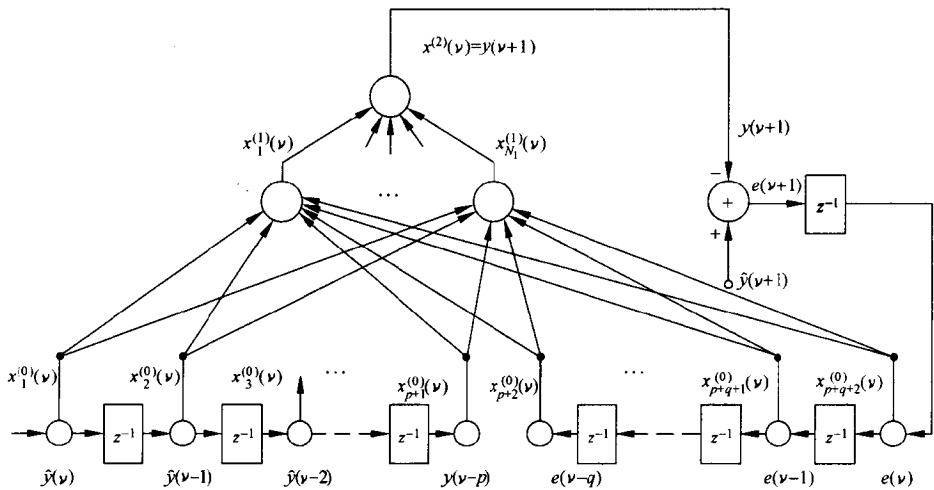 x^(2)(ν)=y(ν+1)
x_1^(1)(ν)
x_{N_1}^(1)(ν)
y(ν+1)
...
−
e(ν+1)
+
z^{-1}
+
ŷ(ν+1)
x_1^(0)(ν)
x_2^(0)(ν)
x_3^(0)(ν)
...
x_{p+1}^(0)(ν)
x_{p+2}^(0)(ν)
...
x_{p+q+1}^(0)(ν)
x_{p+q+2}^(0)(ν)
z^{-1}
z^{-1}
z^{-1}
z^{-1}
z^{-1}
z^{-1}
ŷ(ν)
ŷ(ν−1)
ŷ(ν−2)
y(ν−p)
e(ν−q)
e(ν−1)
e(ν)